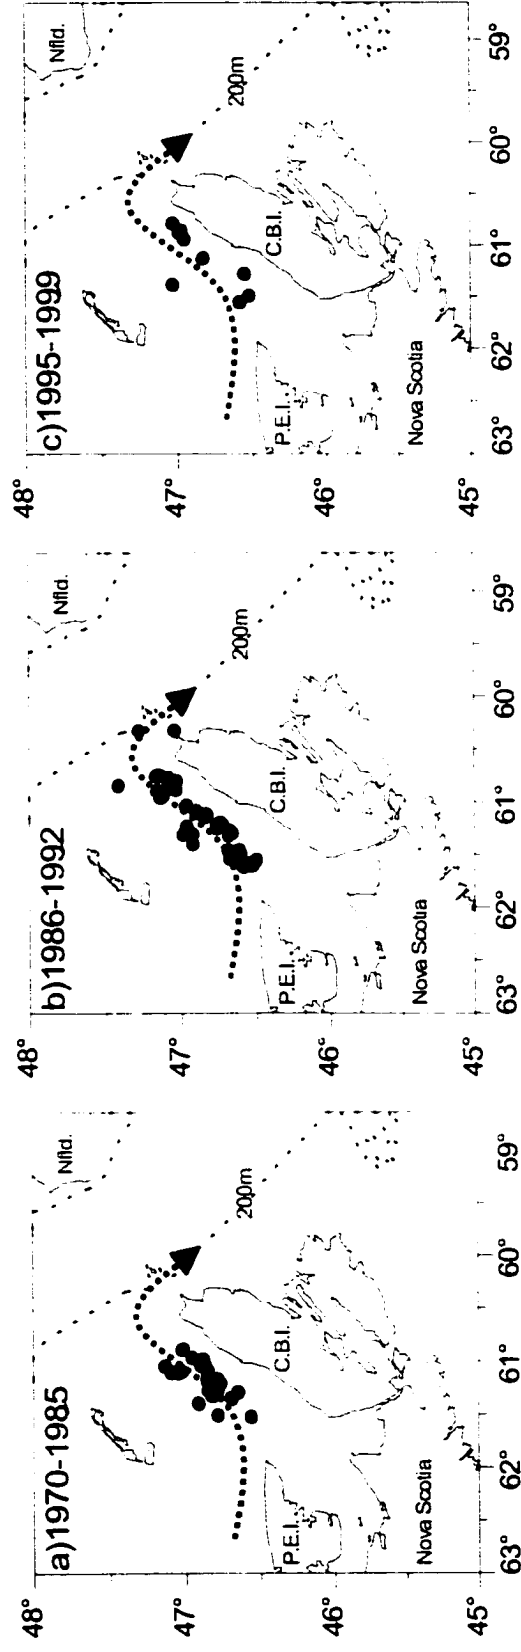 a)1970-1985
48°
47°
46°
45°
63°
62°
61°
60°
59°
Nfld.
200m
C.B.I.
P.E.I.
Nova Scotia
b)1986-1992
48°
47°
46°
45°
63°
62°
61°
60°
59°
Nfld.
200m
C.B.I.
P.E.I.
Nova Scotia
c)1995-1999
48°
47°
46°
45°
63°
62°
61°
60°
59°
Nfld.
200m
C.B.I.
P.E.I.
Nova Scotia